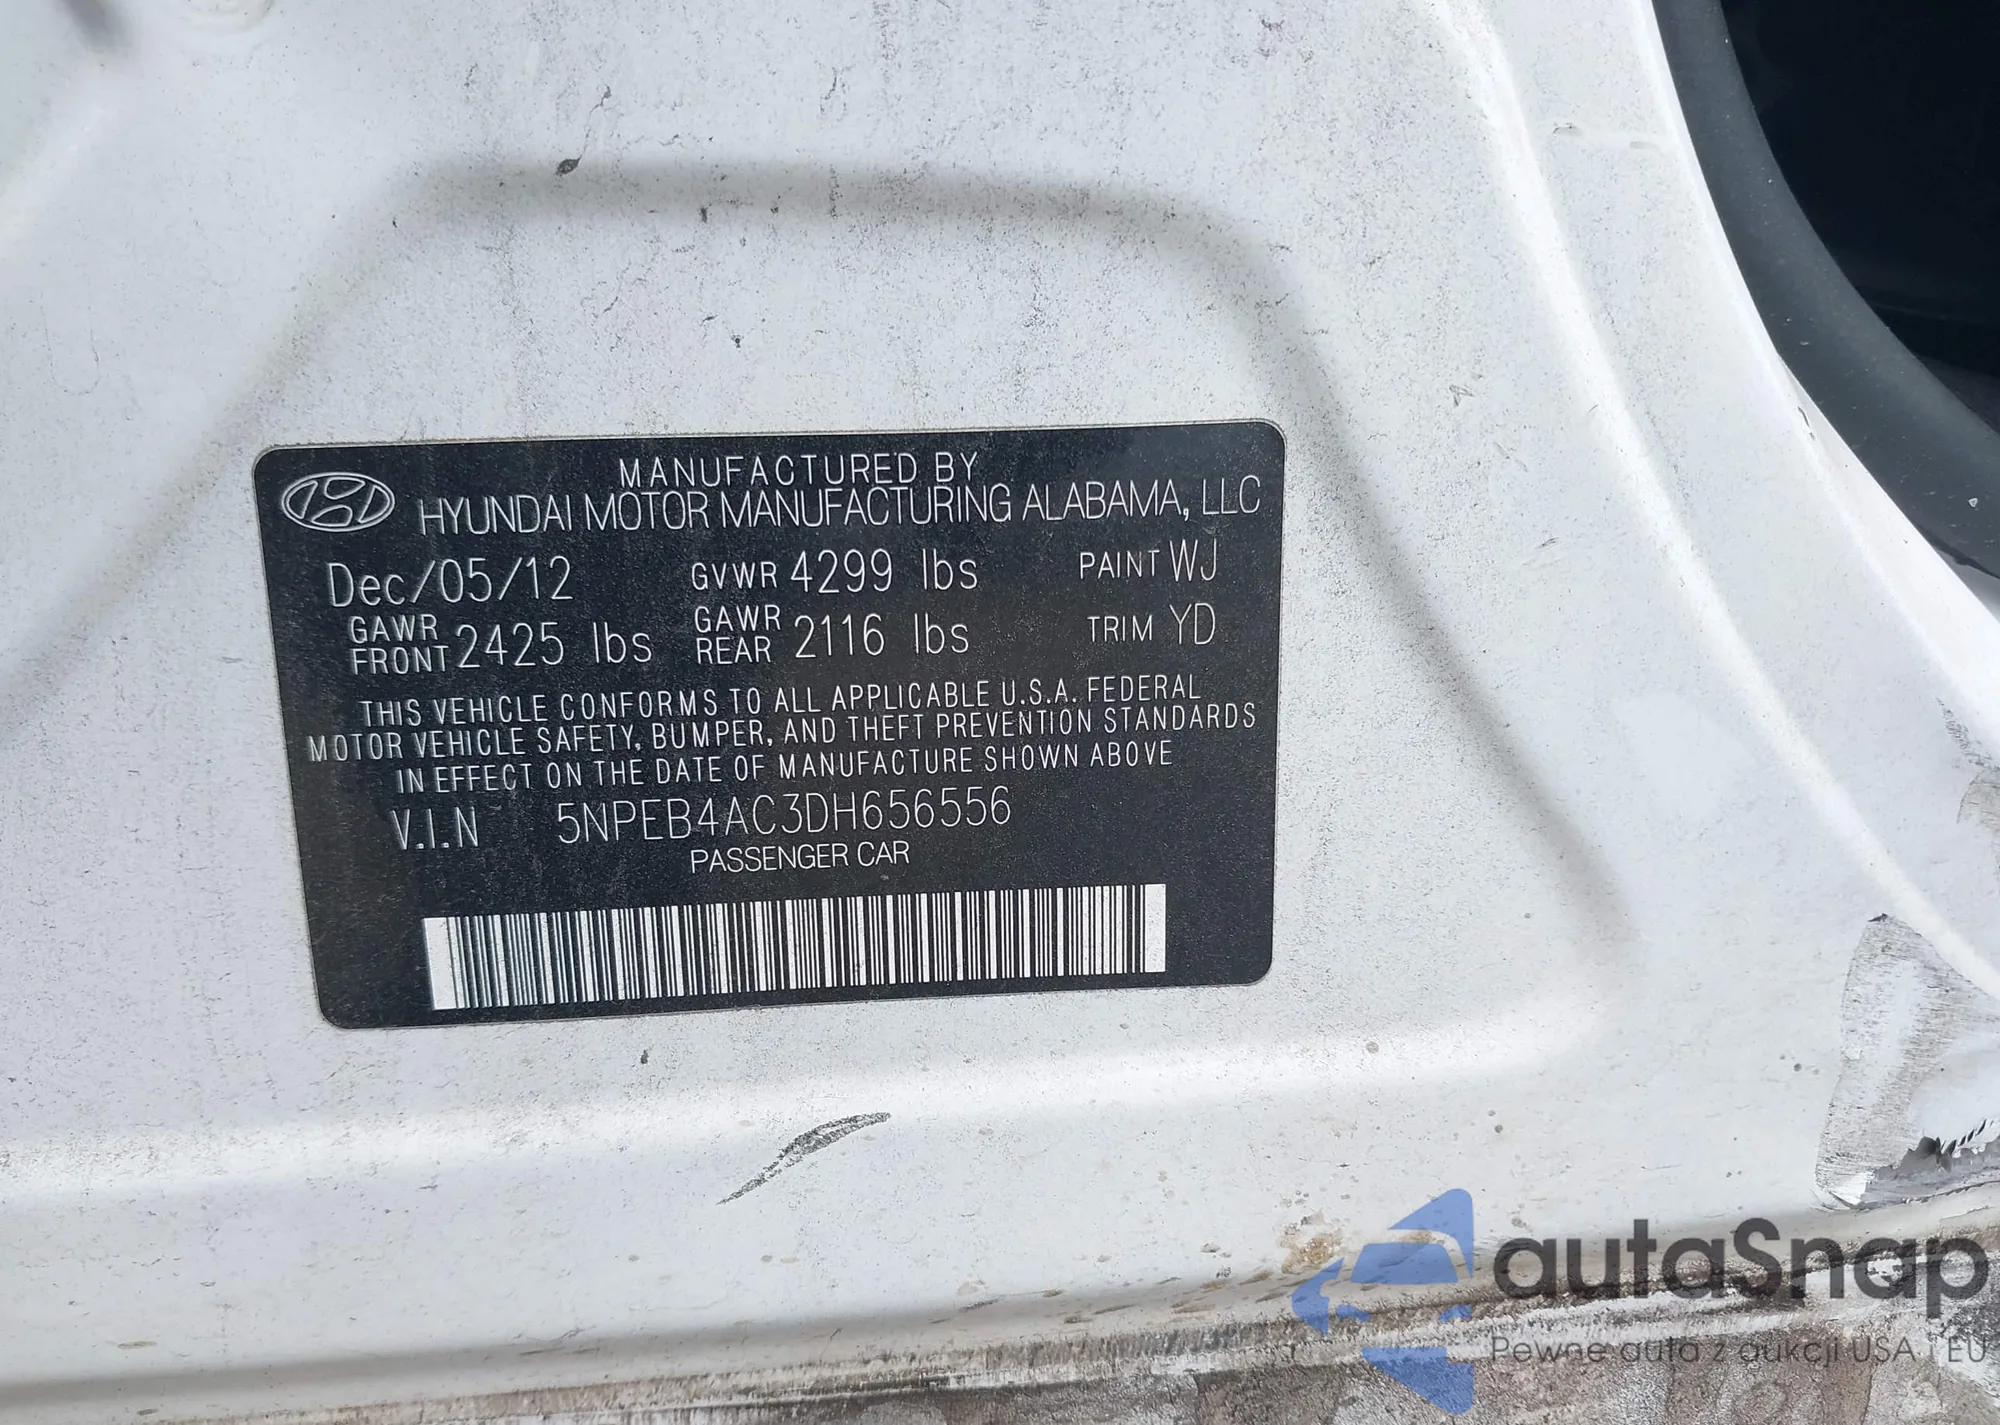 MANUFACTURED BY
HYUNDAI MOTOR MANUFACTURING ALABAMA, LLC
Dec/05/12 GVWR 4299 lbs PAINT WJ
GAWR FRONT 2425 lbs GAWR REAR 2116 lbs TRIM YD
THIS VEHICLE CONFORMS TO ALL APPLICABLE U.S.A. FEDERAL
MOTOR VEHICLE SAFETY, BUMPER, AND THEFT PREVENTION STANDARDS
IN EFFECT ON THE DATE OF MANUFACTURE SHOWN ABOVE
V.I.N 5NPEB4AC3DH656556
PASSENGER CAR
autaSnap
Pewne auta z aukcji USA i EU